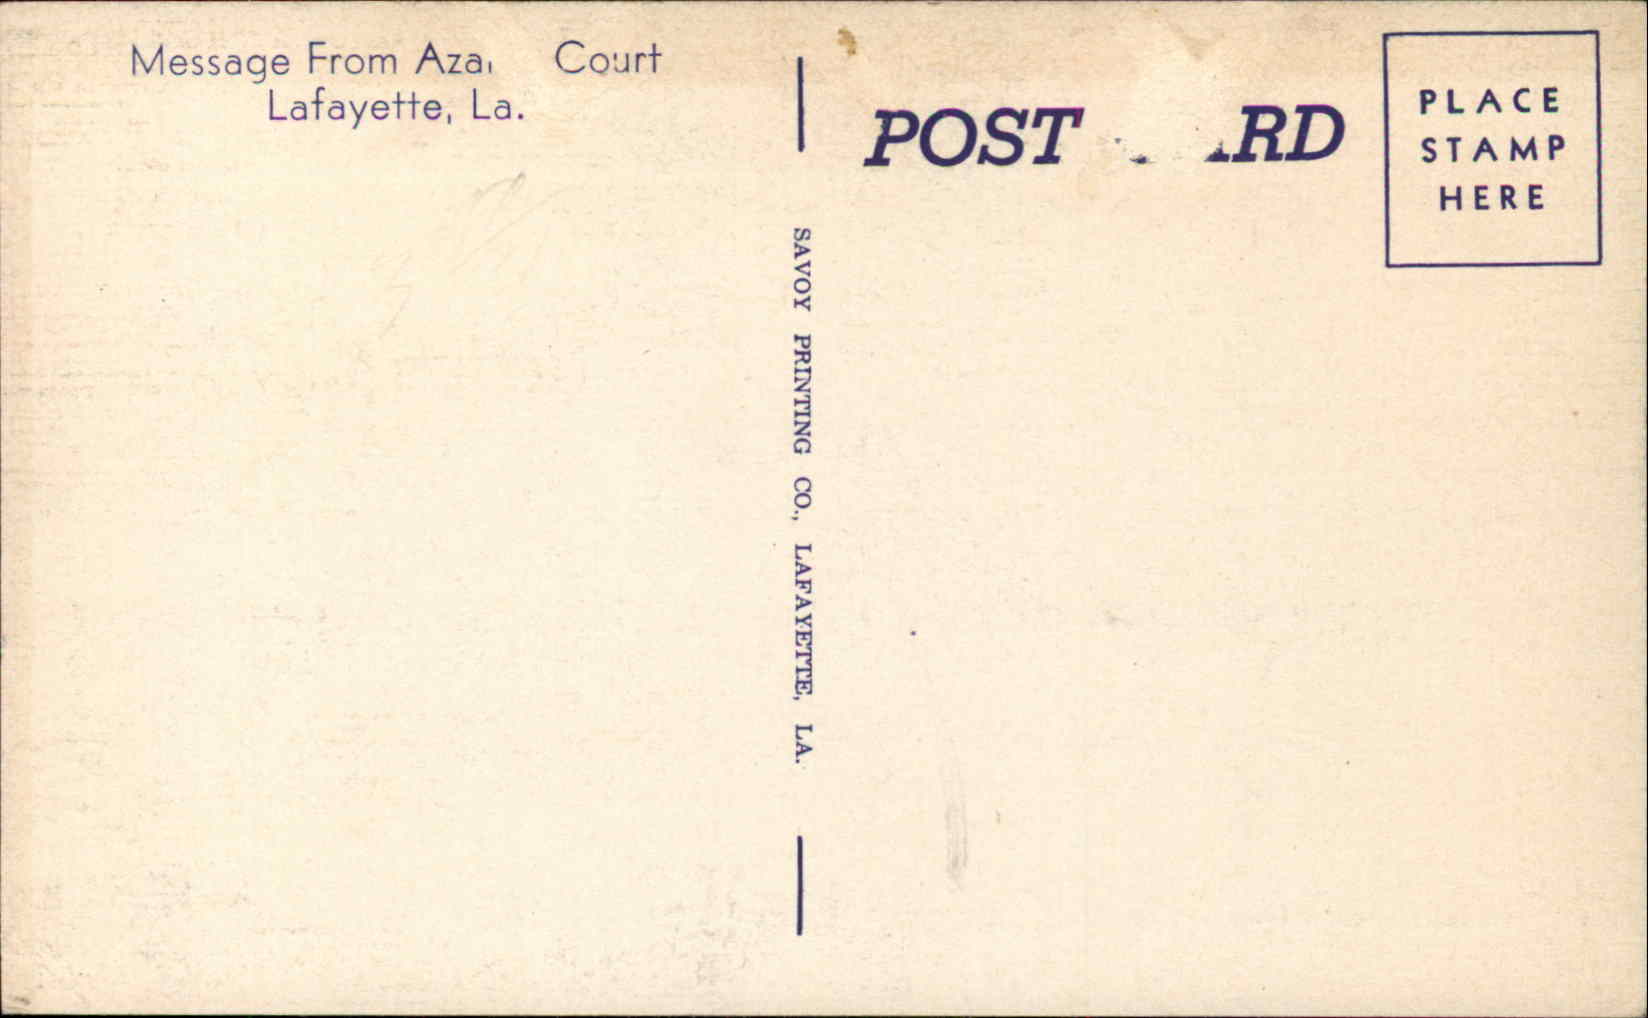 Message From Court
Lafayette, La.
POST
PLACE
STAMP
HERE
SAVOY PRINTING CO., LAFAYETTE, LA.